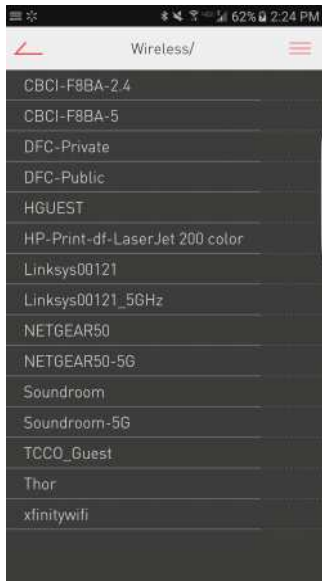 62% 2:24 PM
Wireless/
CBCI-F8BA-2.4
CBCI-F8BA-5
DFC-Private
DFC-Public
HGUEST
HP-Print-df-LaserJet 200 color
Linksys00121
Linksys00121_5GHz
NETGEAR50
NETGEAR50-5G
Soundroom
Soundroom-5G
TCCO_Guest
Thor
xfinitywifi